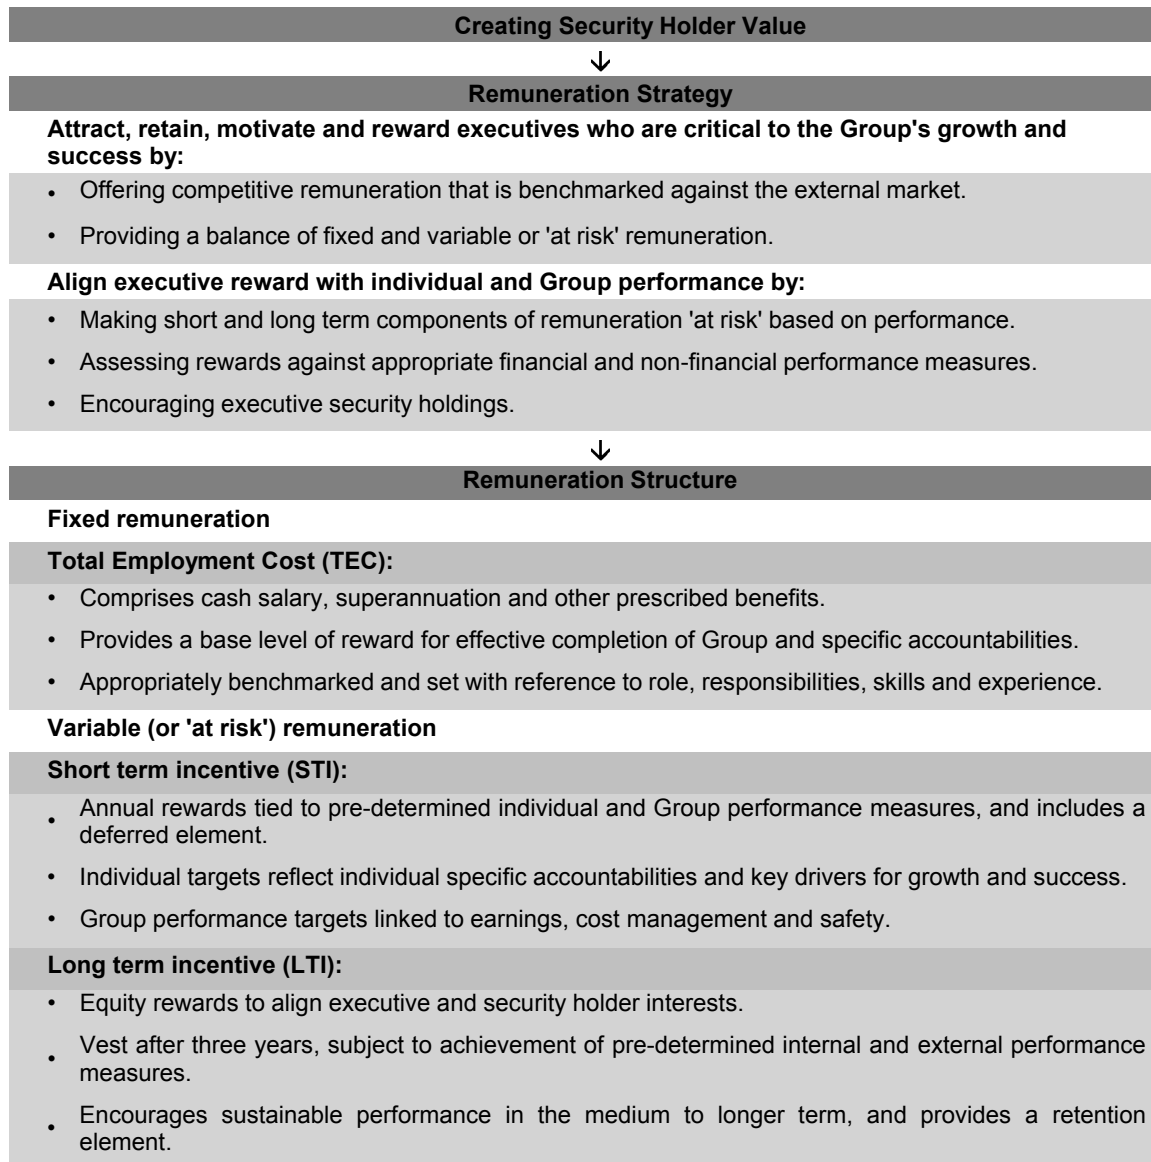 Creating Security Holder Value
↓
Remuneration Strategy
Attract, retain, motivate and reward executives who are critical to the Group's growth and
success by:
• Offering competitive remuneration that is benchmarked against the external market.
• Providing a balance of fixed and variable or 'at risk' remuneration.
Align executive reward with individual and Group performance by:
• Making short and long term components of remuneration 'at risk' based on performance.
• Assessing rewards against appropriate financial and non-financial performance measures.
• Encouraging executive security holdings.
↓
Remuneration Structure
Fixed remuneration
Total Employment Cost (TEC):
• Comprises cash salary, superannuation and other prescribed benefits.
• Provides a base level of reward for effective completion of Group and specific accountabilities.
• Appropriately benchmarked and set with reference to role, responsibilities, skills and experience.
Variable (or 'at risk') remuneration
Short term incentive (STI):
• Annual rewards tied to pre-determined individual and Group performance measures, and includes a
deferred element.
• Individual targets reflect individual specific accountabilities and key drivers for growth and success.
• Group performance targets linked to earnings, cost management and safety.
Long term incentive (LTI):
• Equity rewards to align executive and security holder interests.
• Vest after three years, subject to achievement of pre-determined internal and external performance
measures.
• Encourages sustainable performance in the medium to longer term, and provides a retention
element.